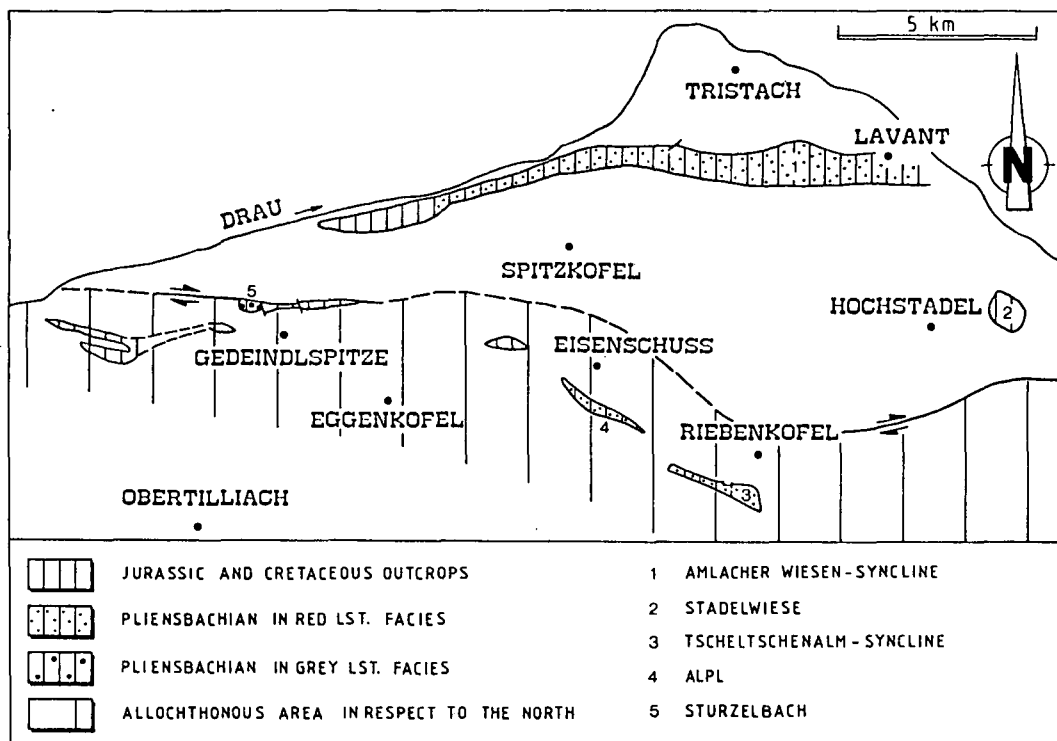 5 km
TRISTACH
LAVANT
N
1
DRAU
SPITZKOFEL
HOCHSTADEL
2
5
GEDEINDLSPITZE
EISENSCHUSS
EGGENKOFEL
4
RIEBENKOFEL
3
OBERTILLIACH
JURASSIC AND CRETACEOUS OUTCROPS
PLIENSBACHIAN IN RED LST. FACIES
PLIENSBACHIAN IN GREY LST. FACIES
ALLOCHTHONOUS AREA IN RESPECT TO THE NORTH
1 AMLACHER WIESEN-SYNCLINE
2 STADELWIESE
3 TSCHELTSCHENALM-SYNCLINE
4 ALPL
5 STURZELBACH